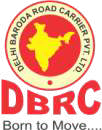 DELHI BARODA ROAD CARRIER PVT. LTD.
DBRC
Born to Move....